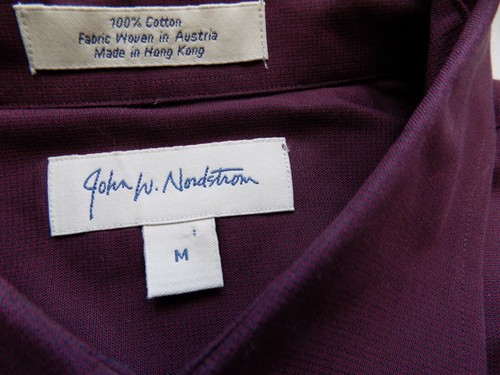 100% Cotton
Fabric Woven in Austria
Made in Hong Kong
John W. Nordstrom
M